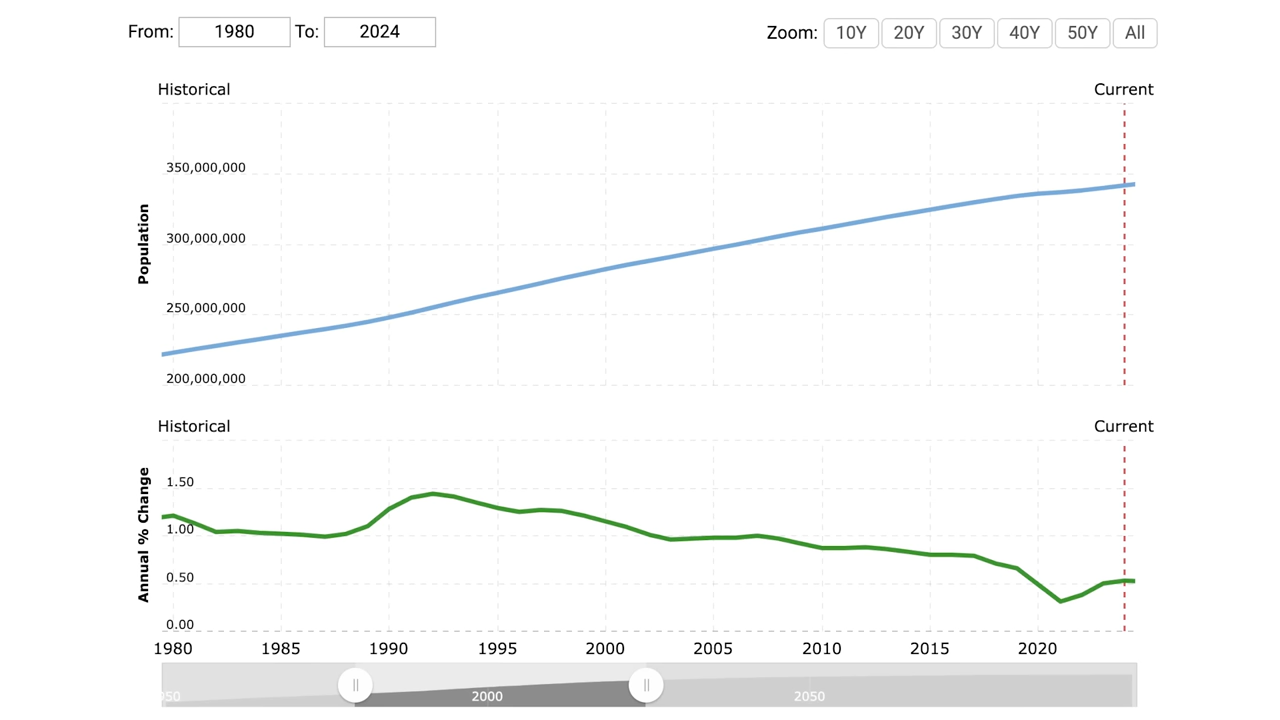 From: 1980 To: 2024 Zoom: 10Y 20Y 30Y 40Y 50Y All
Historical Current
350,000,000
300,000,000
250,000,000
200,000,000
Population
Historical Current
1.50
1.00
0.50
0.00
Annual % Change
1980 1985 1990 1995 2000 2005 2010 2015 2020
50 2000 2050